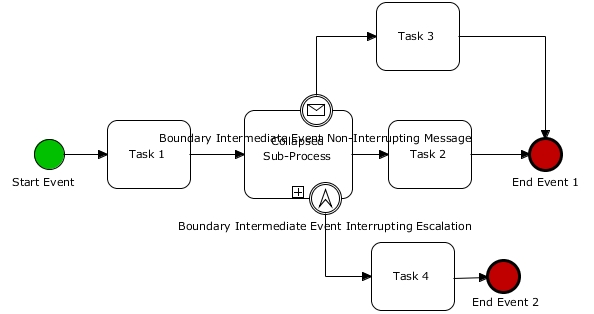 Task 3
Boundary Intermediate Event Non-Interrupting Message
Collapsed
Sub-Process
Task 1
Task 2
Start Event
End Event 1
Boundary Intermediate Event Interrupting Escalation
Task 4
End Event 2